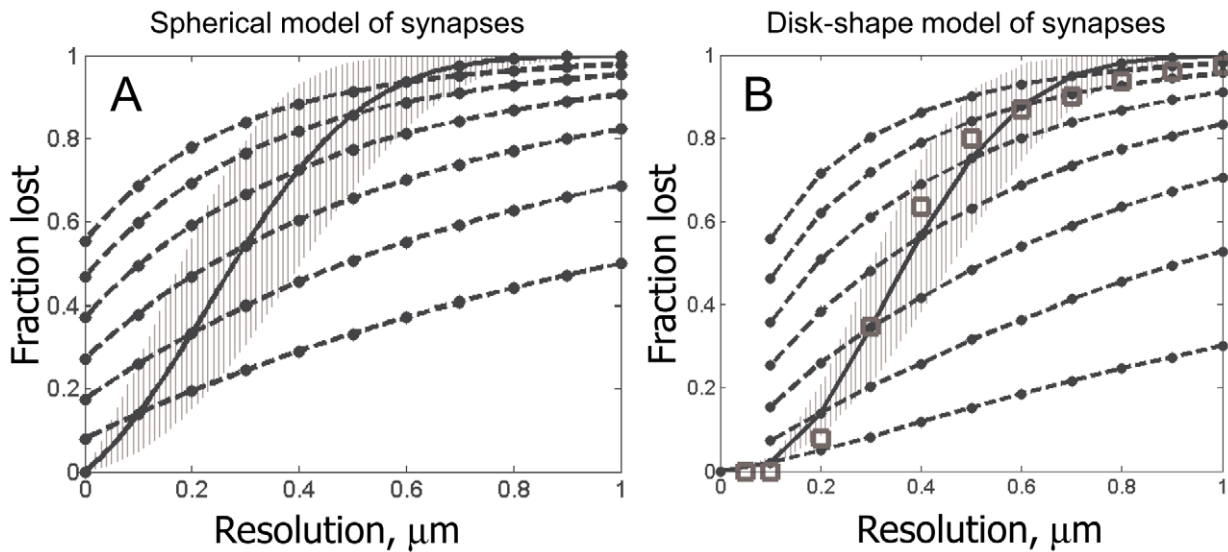 Spherical model of synapses
Disk-shape model of synapses
A
B
Fraction lost
1
0.8
0.6
0.4
0.2
0
0 0.2 0.4 0.6 0.8 1
Resolution, μm
Fraction lost
1
0.8
0.6
0.4
0.2
0
0 0.2 0.4 0.6 0.8 1
Resolution, μm